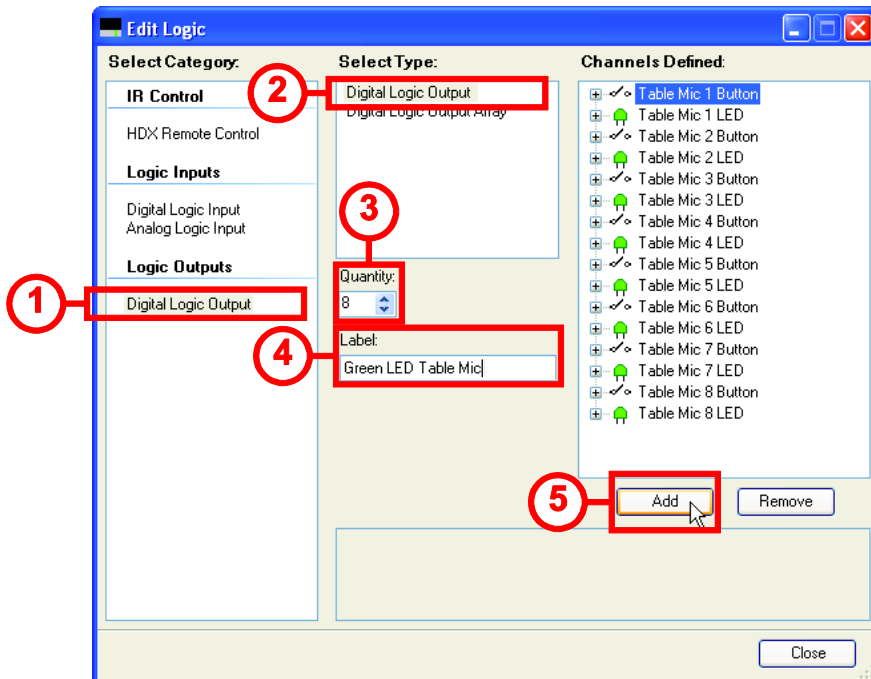 Edit Logic
Select Category:
IR Control
HDX Remote Control
Logic Inputs
Digital Logic Input
Analog Logic Input
Logic Outputs
1
Digital Logic Output
Select Type:
2
Digital Logic Output
Digital Logic Output Array
3
Quantity:
8
4
Label:
Green LED Table Mic
Channels Defined:
Table Mic 1 Button
Table Mic 1 LED
Table Mic 2 Button
Table Mic 2 LED
Table Mic 3 Button
Table Mic 3 LED
Table Mic 4 Button
Table Mic 4 LED
Table Mic 5 Button
Table Mic 5 LED
Table Mic 6 Button
Table Mic 6 LED
Table Mic 7 Button
Table Mic 7 LED
Table Mic 8 Button
Table Mic 8 LED
5
Add
Remove
Close